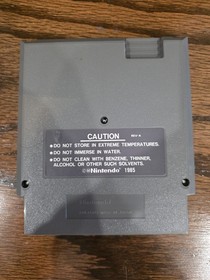 CAUTION
REV-A
●DO NOT STORE IN EXTREME TEMPERATURES.
●DO NOT IMMERSE IN WATER.
●DO NOT CLEAN WITH BENZENE, THINNER,
ALCOHOL OR OTHER SUCH SOLVENTS.
©Nintendo 1985